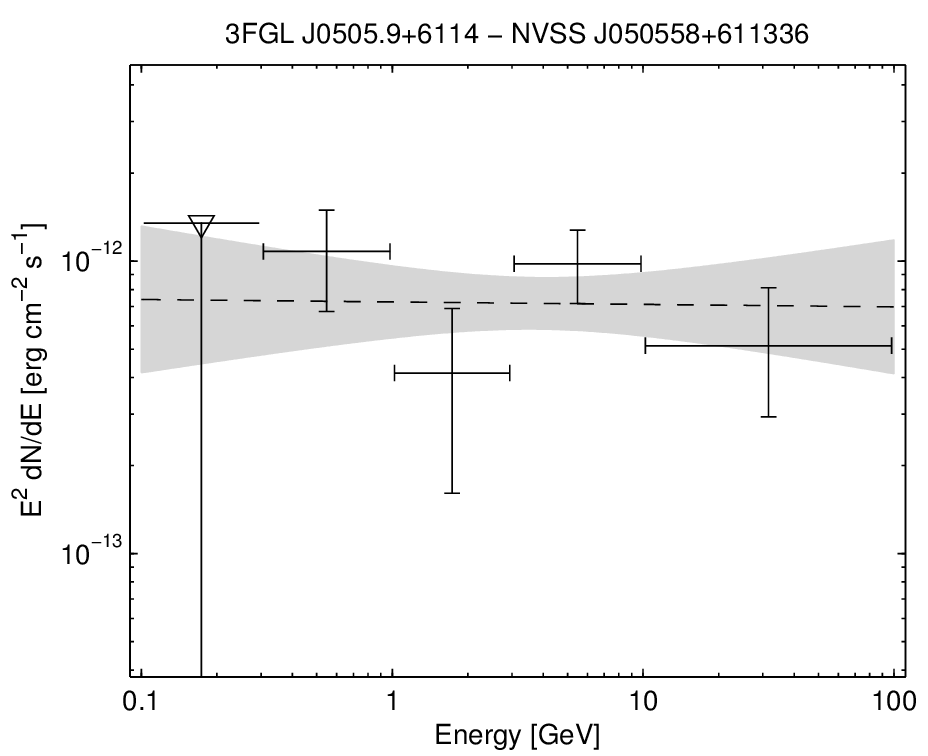 3FGL J0505.9+6114 − NVSS J050558+611336
E² dN/dE [erg cm⁻² s⁻¹]
10⁻¹²
10⁻¹³
0.1 1 10 100
Energy [GeV]